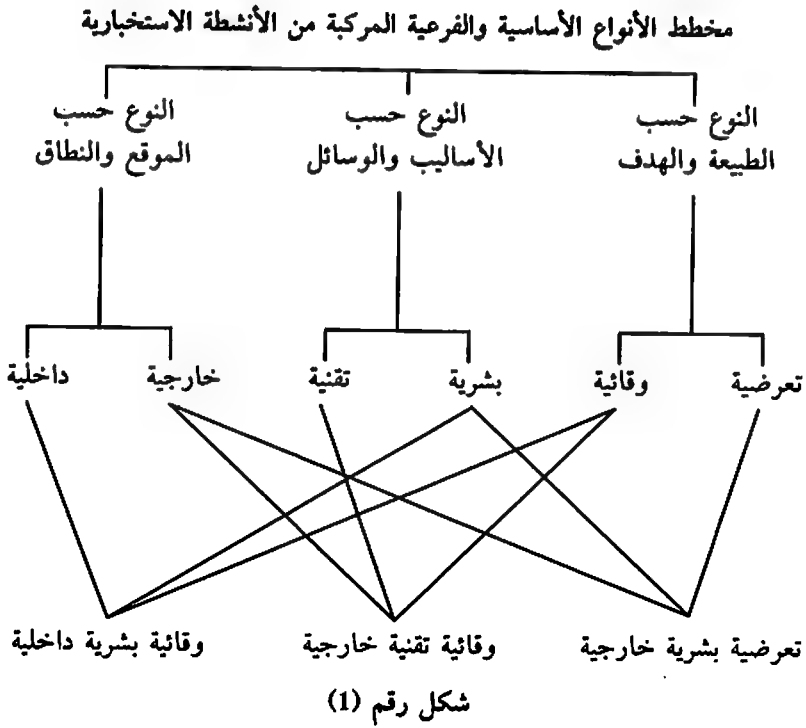 مخطط الأنواع الأساسية والفرعية المركبة من الأنشطة الاستخبارية
النوع حسب
الطبيعة والهدف
النوع حسب
الأساليب والوسائل
النوع حسب
الموقع والنطاق
تعرضية
وقائية
بشرية
تقنية
خارجية
داخلية
تعرضية بشرية خارجية
وقائية تقنية خارجية
وقائية بشرية داخلية
شكل رقم (1)